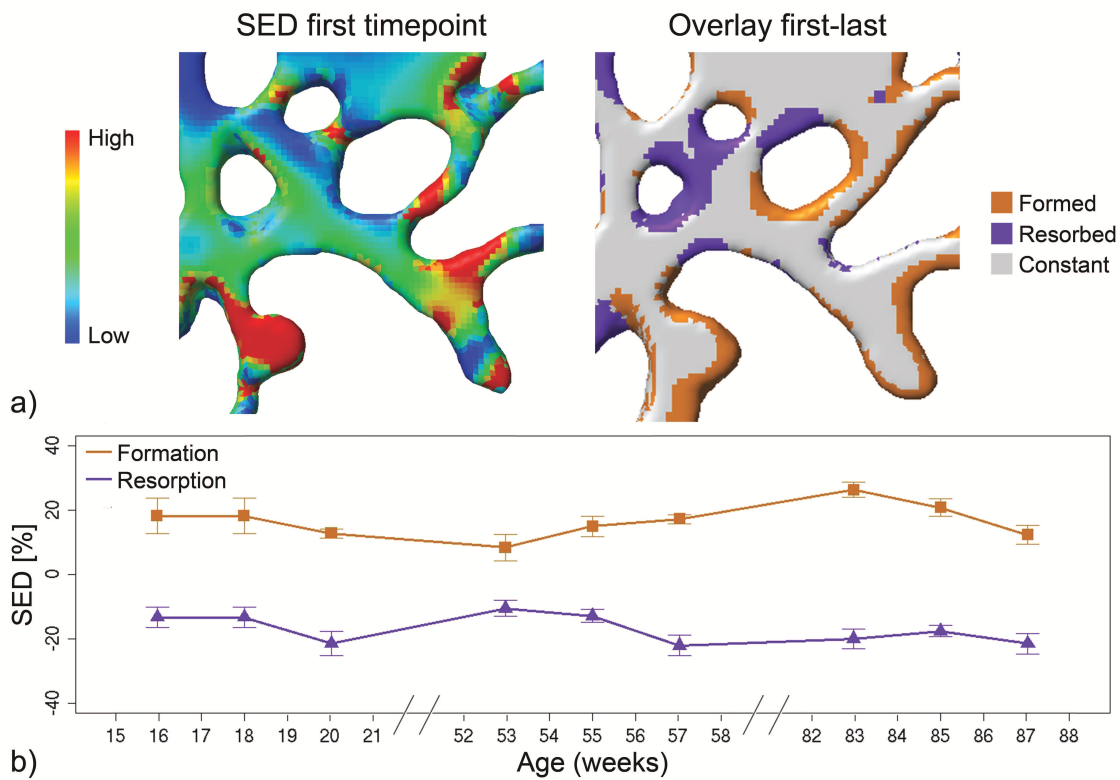 SED first timepoint
Overlay first-last
High
Low
Formed
Resorbed
Constant
a)
Formation
Resorption
SED [%]
40
20
0
-20
-40
15 16 17 18 19 20 21 52 53 54 55 56 57 58 82 83 84 85 86 87 88
Age (weeks)
b)